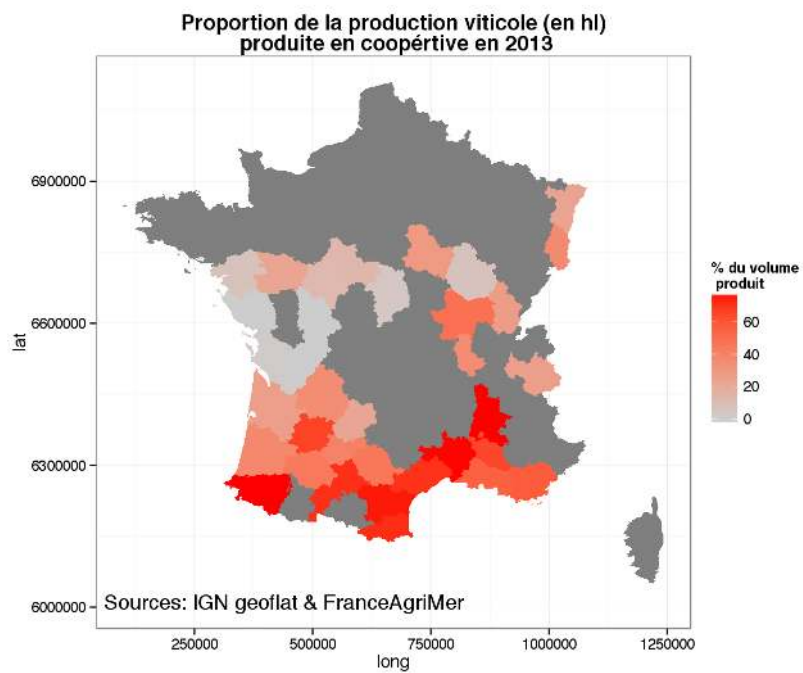 Proportion de la production viticole (en hl)
produite en coopértive en 2013
6900000
6600000
6300000
6000000
lat
Sources: IGN geoflat & FranceAgriMer
250000 500000 750000 1000000 1250000
long
% du volume
produit
60
40
20
0